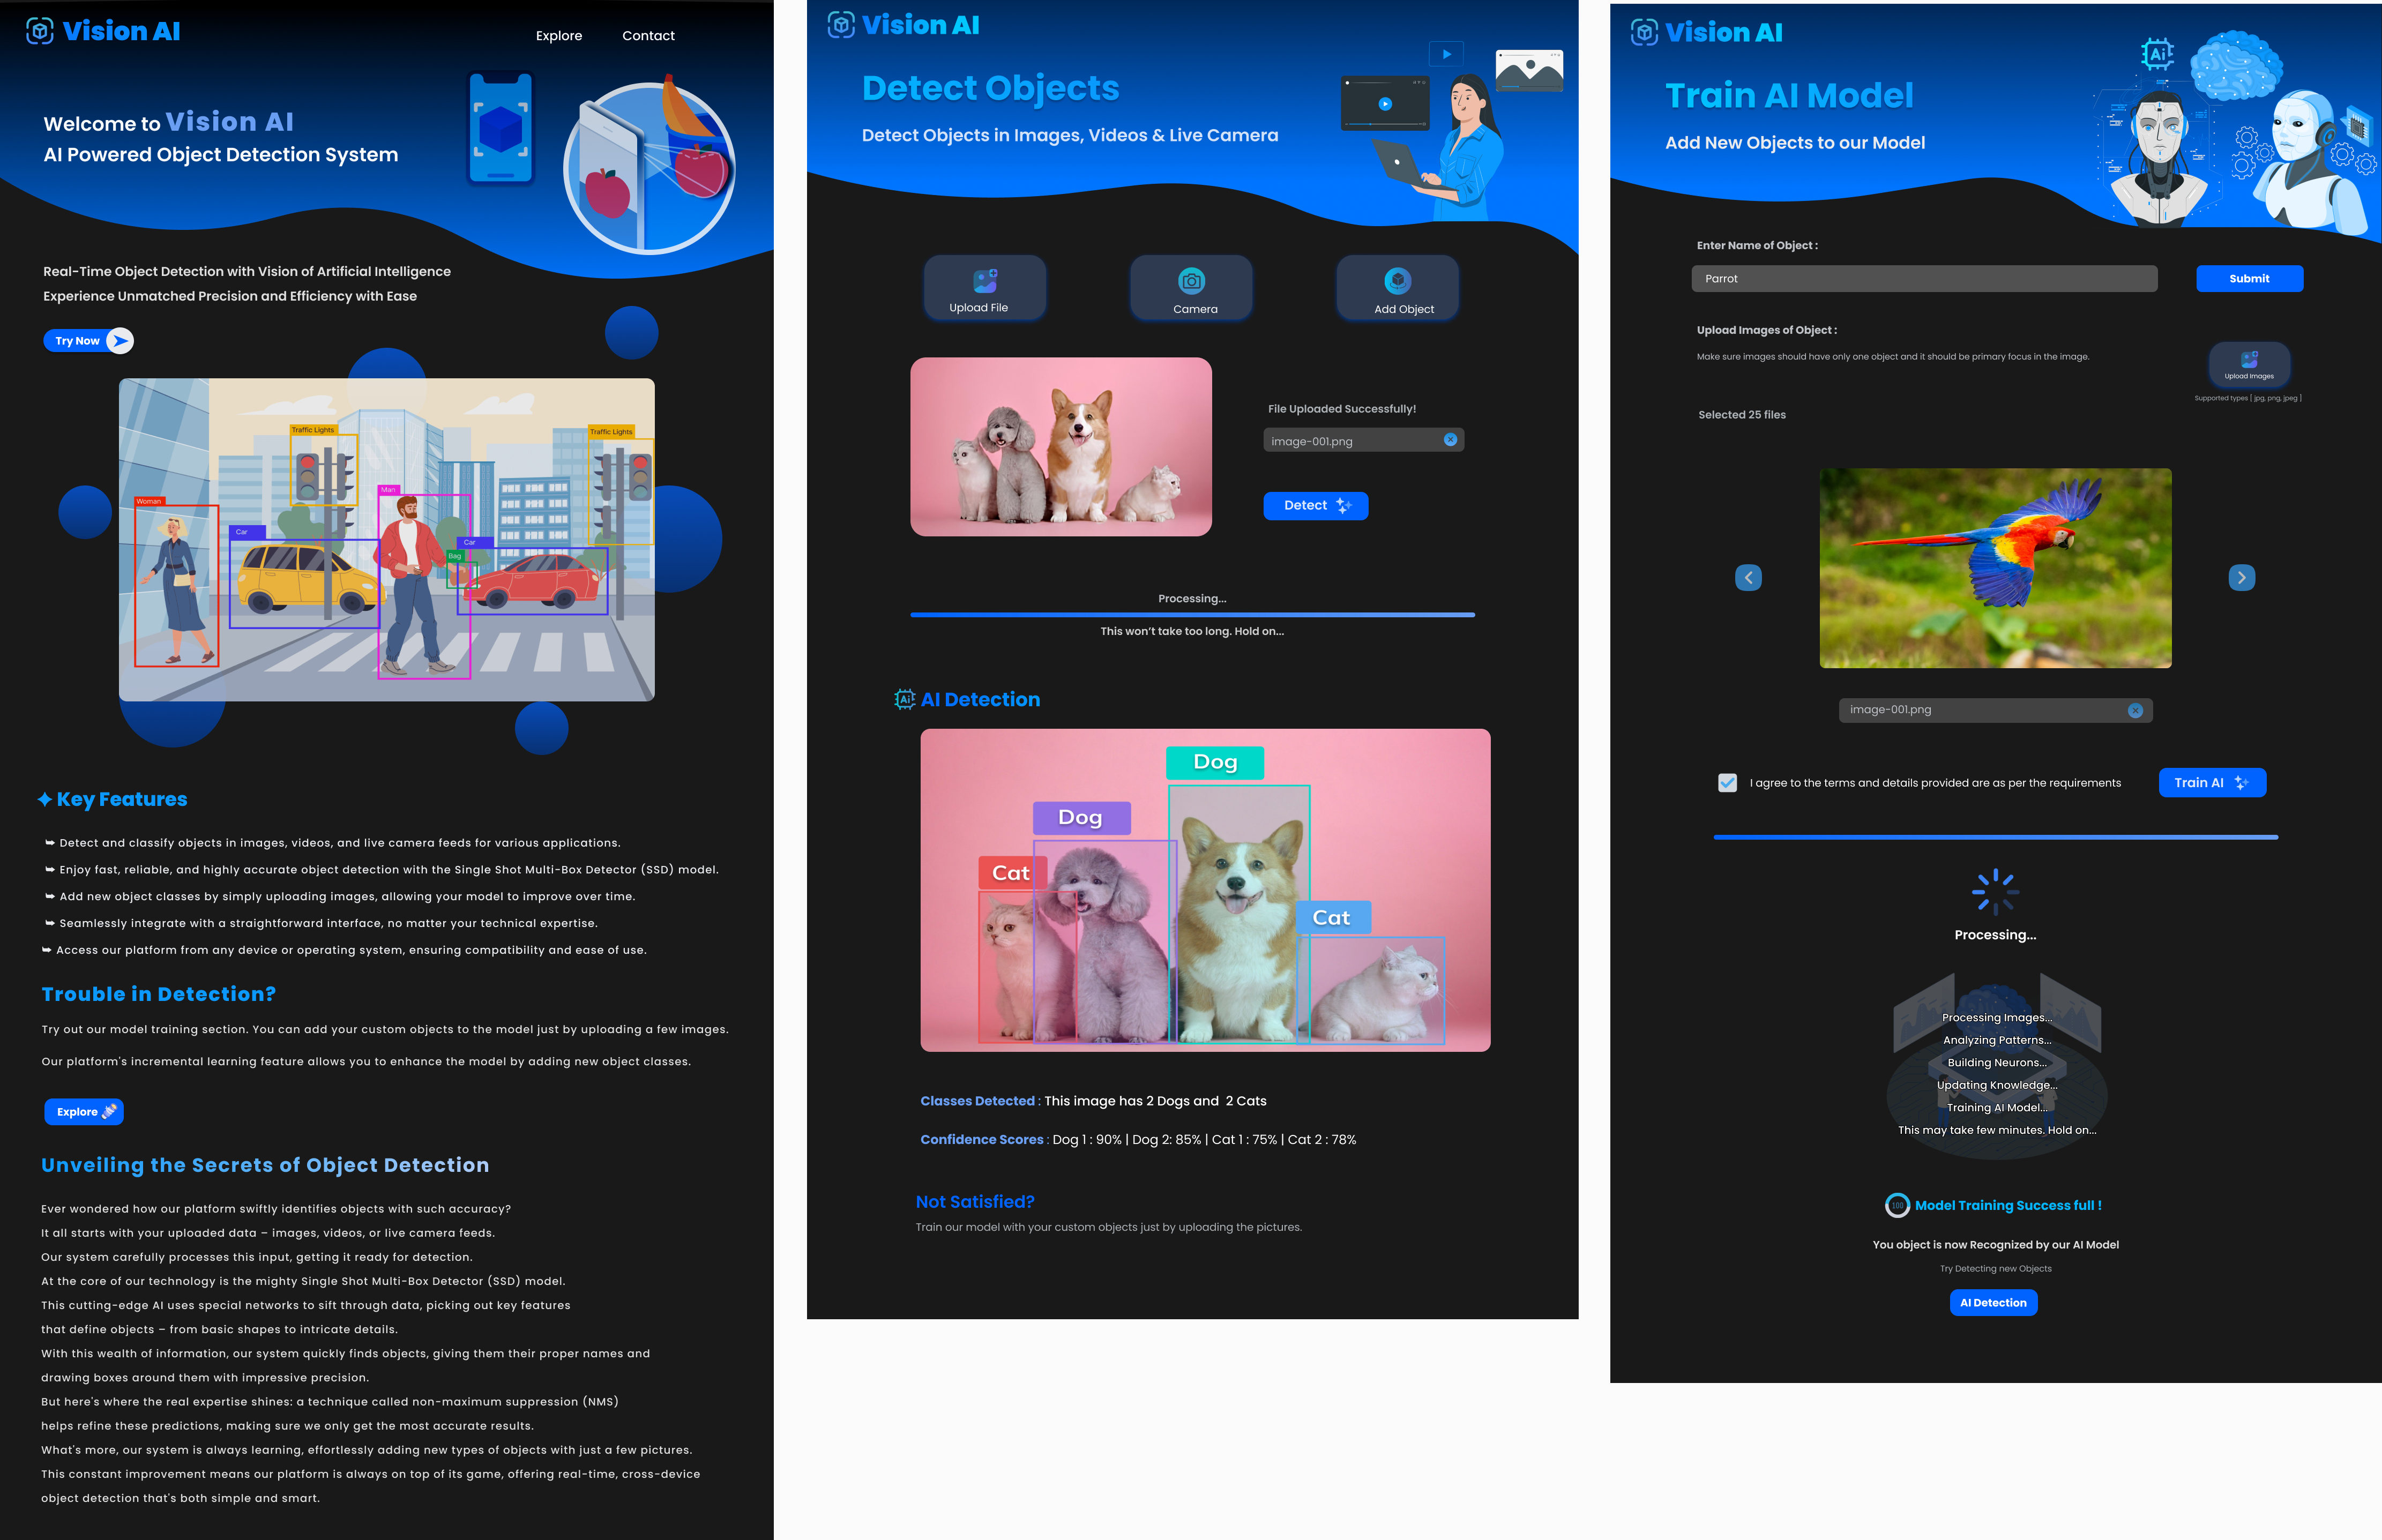 Vision AI
Explore
Contact
Welcome to Vision AI
AI Powered Object Detection System
Real-Time Object Detection with Vision of Artificial Intelligence
Experience Unmatched Precision and Efficiency with Ease
Try Now
Traffic Lights
Traffic Lights
Woman
Man
Car
Car
Bag
Key Features
➥ Detect and classify objects in images, videos, and live camera feeds for various applications.
➥ Enjoy fast, reliable, and highly accurate object detection with the Single Shot Multi-Box Detector (SSD) model.
➥ Add new object classes by simply uploading images, allowing your model to improve over time.
➥ Seamlessly integrate with a straightforward interface, no matter your technical expertise.
➥ Access our platform from any device or operating system, ensuring compatibility and ease of use.
Trouble in Detection?
Try out our model training section. You can add your custom objects to the model just by uploading a few images.
Our platform's incremental learning feature allows you to enhance the model by adding new object classes.
Explore
Unveiling the Secrets of Object Detection
Ever wondered how our platform swiftly identifies objects with such accuracy?
It all starts with your uploaded data – images, videos, or live camera feeds.
Our system carefully processes this input, getting it ready for detection.
At the core of our technology is the mighty Single Shot Multi-Box Detector (SSD) model.
This cutting-edge AI uses special networks to sift through data, picking out key features
that define objects – from basic shapes to intricate details.
With this wealth of information, our system quickly finds objects, giving them their proper names and
drawing boxes around them with impressive precision.
But here's where the real expertise shines: a technique called non-maximum suppression (NMS)
helps refine these predictions, making sure we only get the most accurate results.
What's more, our system is always learning, effortlessly adding new types of objects with just a few pictures.
This constant improvement means our platform is always on top of its game, offering real-time, cross-device
object detection that's both simple and smart.
Vision AI
Detect Objects
Detect Objects in Images, Videos & Live Camera
Upload File
Camera
Add Object
File Uploaded Successfully!
image-001.png
Detect
Processing...
This won't take too long. Hold on...
Ai
AI Detection
Dog
Dog
Cat
Cat
Classes Detected : This image has 2 Dogs and  2 Cats
Confidence Scores : Dog 1 : 90% | Dog 2: 85% | Cat 1 : 75% | Cat 2 : 78%
Not Satisfied?
Train our model with your custom objects just by uploading the pictures.
Vision AI
Ai
Train AI Model
Add New Objects to our Model
Enter Name of Object :
Parrot
Submit
Upload Images of Object :
Make sure images should have only one object and it should be primary focus in the image.
Upload Images
Supported types [ jpg, png, jpeg ]
Selected 25 files
image-001.png
I agree to the terms and details provided are as per the requirements
Train AI
Processing...
Processing Images...
Analyzing Patterns...
Building Neurons...
Updating Knowledge...
Training AI Model...
This may take few minutes. Hold on...
100
Model Training Success full !
You object is now Recognized by our AI Model
Try Detecting new Objects
AI Detection